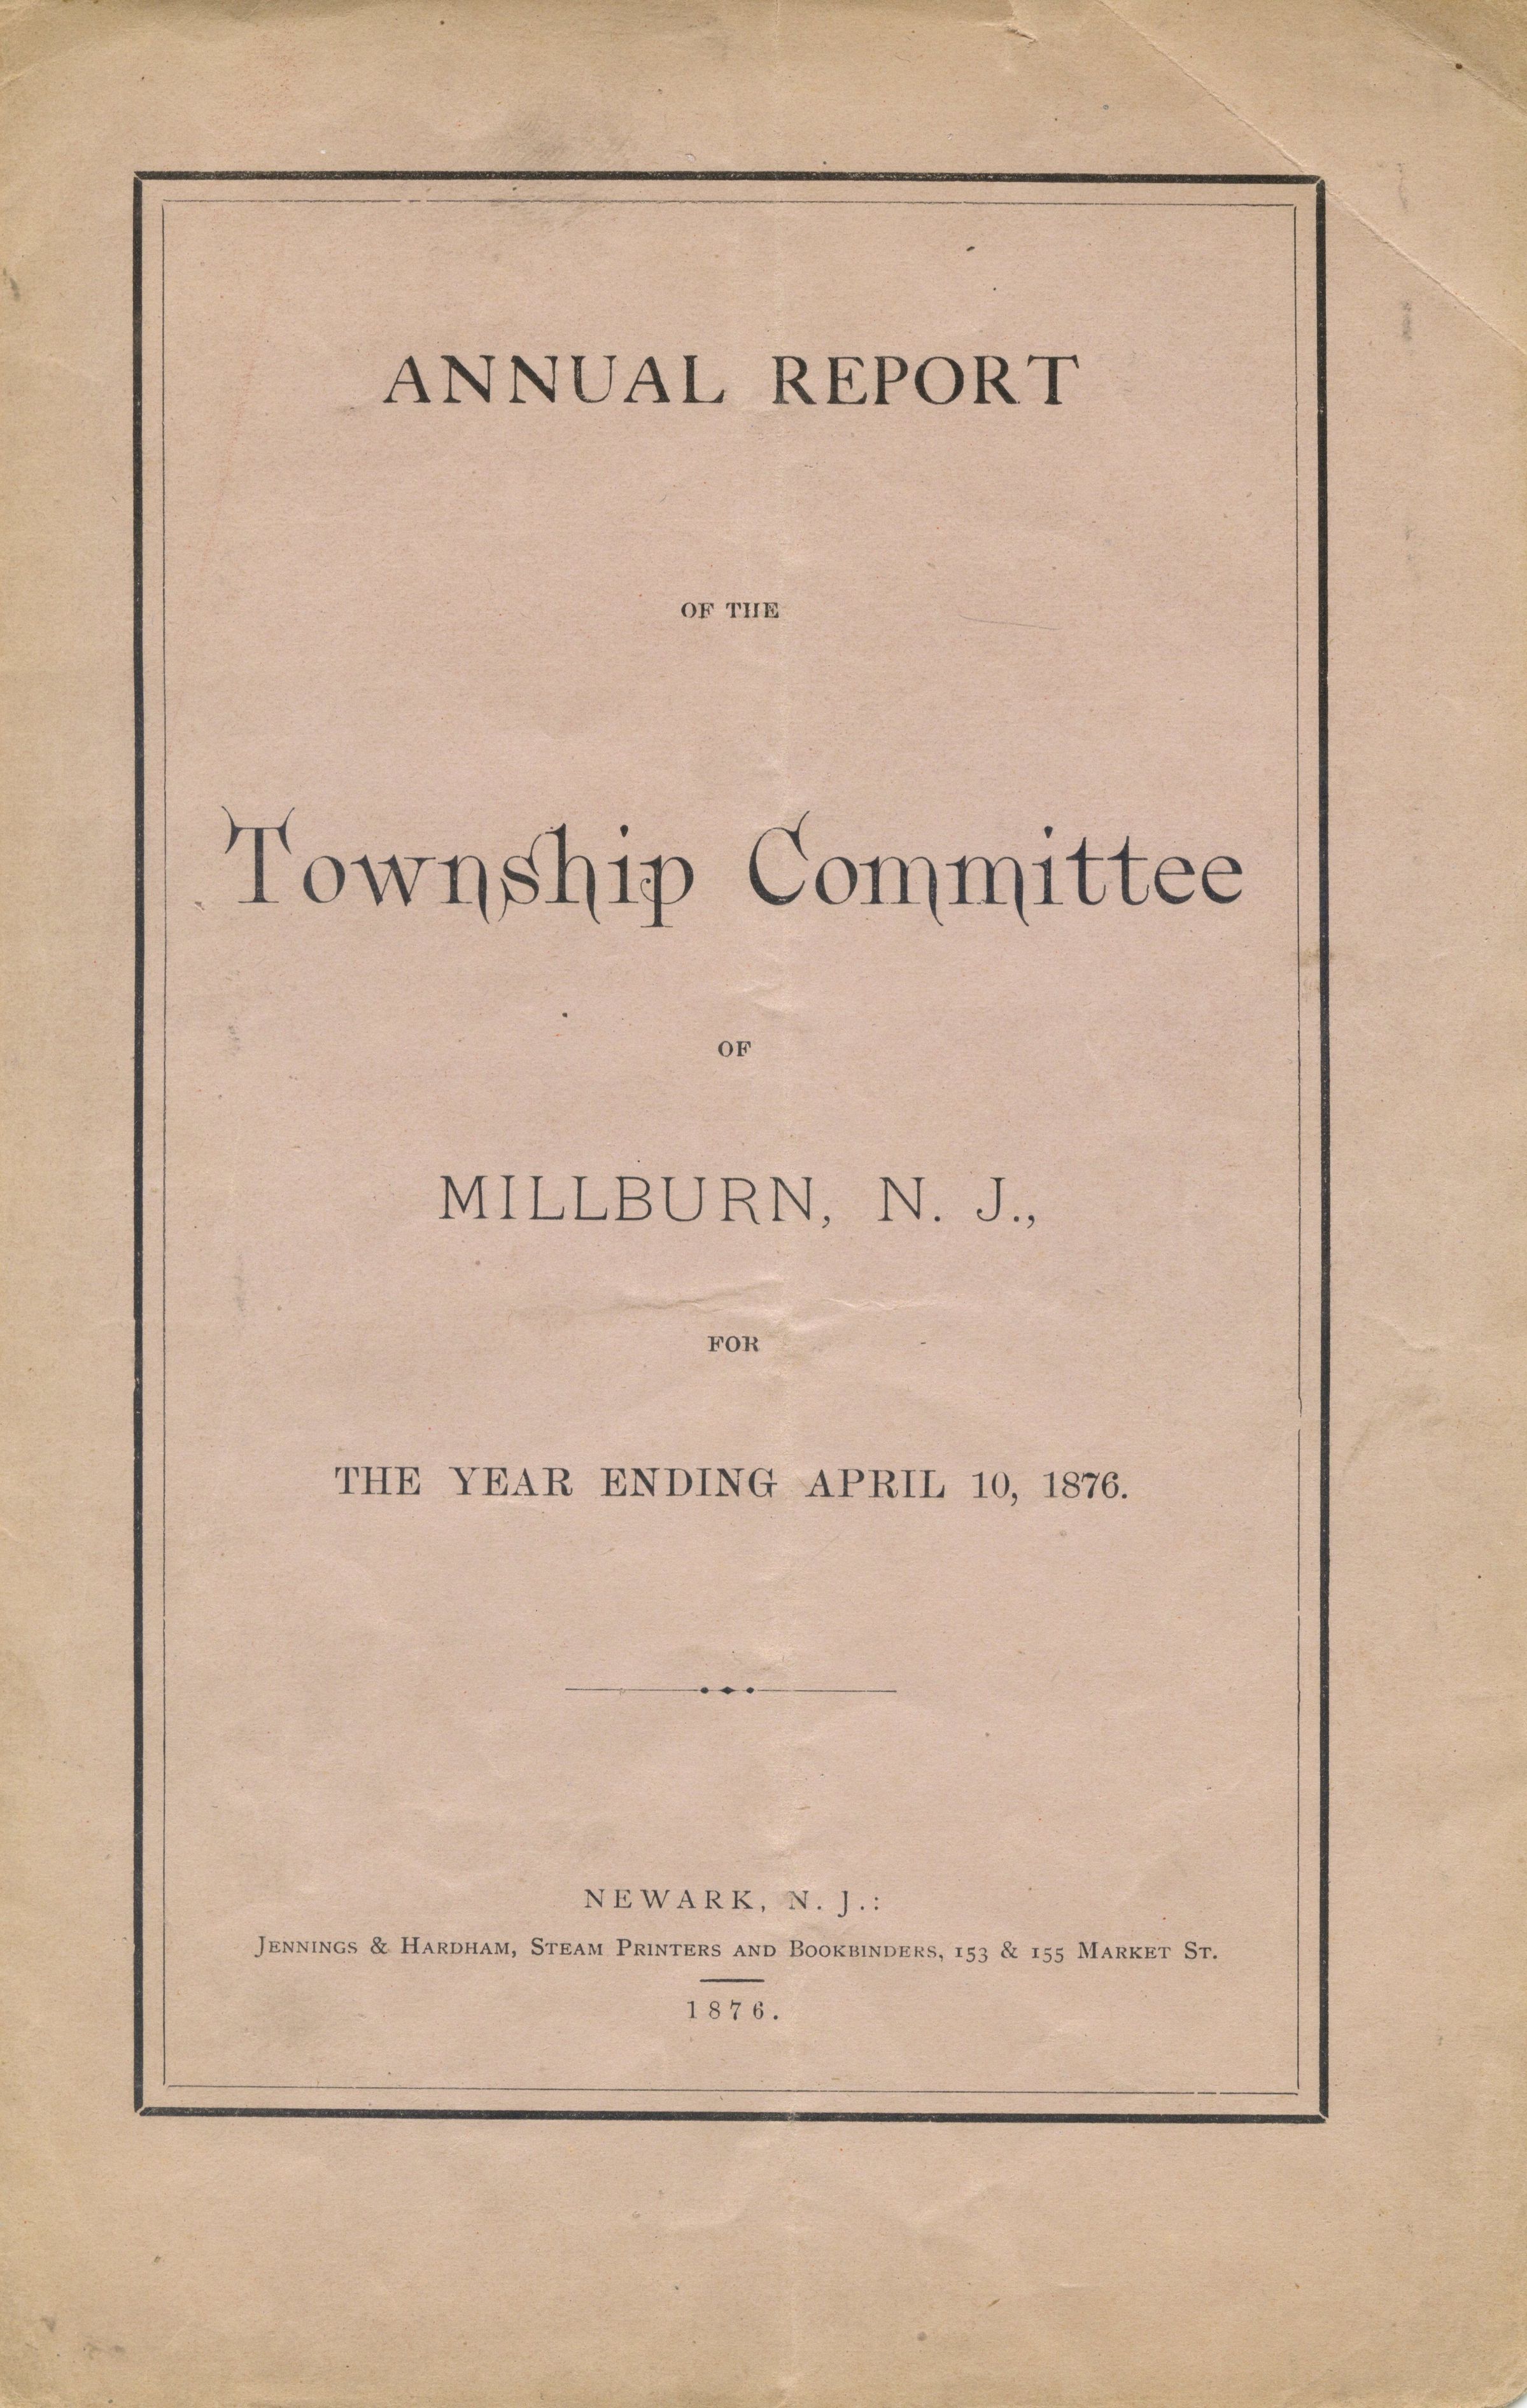 ANNUAL REPORT
OF THE
Township Committee
OF
MILLBURN, N. J.,
FOR
THE YEAR ENDING APRIL 10, 1876.
NEWARK, N. J.:
JENNINGS & HARDHAM, STEAM PRINTERS AND BOOKBINDERS, 153 & 155 MARKET ST.
1876.